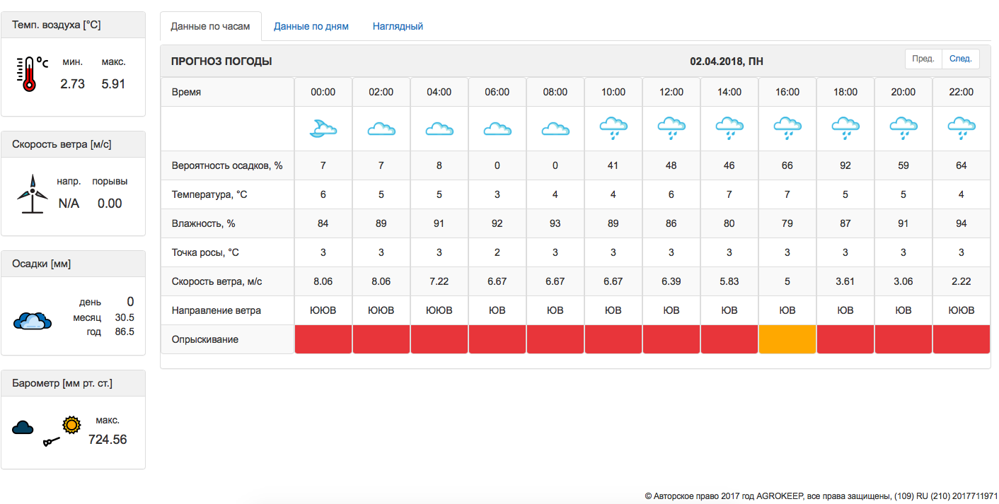 Темп. воздуха [°C]
°C
мин. макс.
2.73 5.91
Скорость ветра [м/с]
напр. порывы
N/A 0.00
Осадки [мм]
день 0
месяц 30.5
год 86.5
Барометр [мм рт. ст.]
макс.
724.56
Данные по часам Данные по дням Наглядный
ПРОГНОЗ ПОГОДЫ 02.04.2018, ПН Пред. След.
Время 00:00 02:00 04:00 06:00 08:00 10:00 12:00 14:00 16:00 18:00 20:00 22:00
Вероятность осадков, % 7 7 8 0 0 41 48 46 66 92 59 64
Температура, °C 6 5 5 3 4 4 6 7 7 5 5 4
Влажность, % 84 89 91 92 93 89 86 80 79 87 91 94
Точка росы, °C 3 3 3 2 3 3 3 3 3 3 3 3
Скорость ветра, м/с 8.06 8.06 7.22 6.67 6.67 6.67 6.39 5.83 5 3.61 3.06 2.22
Направление ветра ЮЮВ ЮЮВ ЮЮВ ЮВ ЮВ ЮВ ЮВ ЮВ ЮВ ЮВ ЮВ ЮЮВ
Опрыскивание
© Авторское право 2017 год AGROKEEP, все права защищены, (109) RU (210) 2017711971